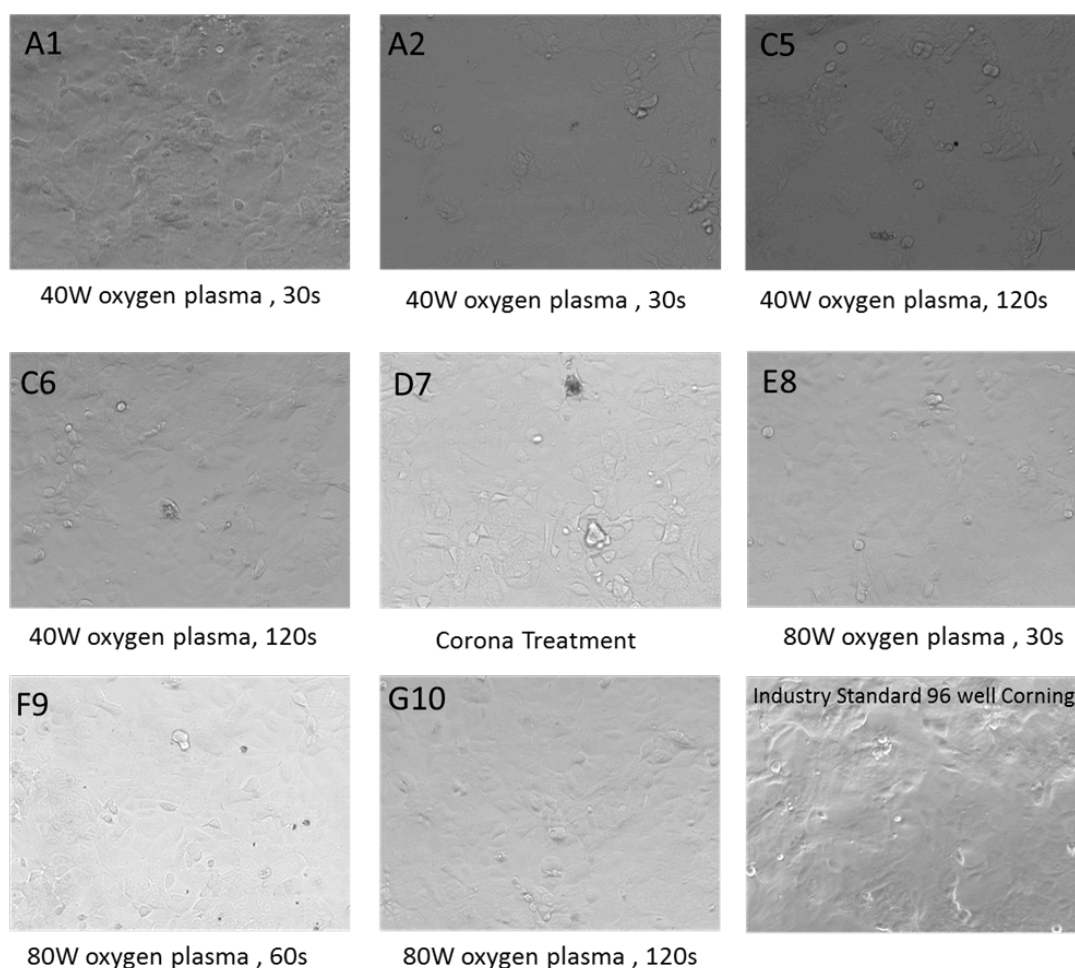 A1
A2
C5
40W oxygen plasma , 30s
40W oxygen plasma , 30s
40W oxygen plasma, 120s
C6
D7
E8
40W oxygen plasma, 120s
Corona Treatment
80W oxygen plasma , 30s
F9
G10
Industry Standard 96 well Corning
80W oxygen plasma , 60s
80W oxygen plasma, 120s